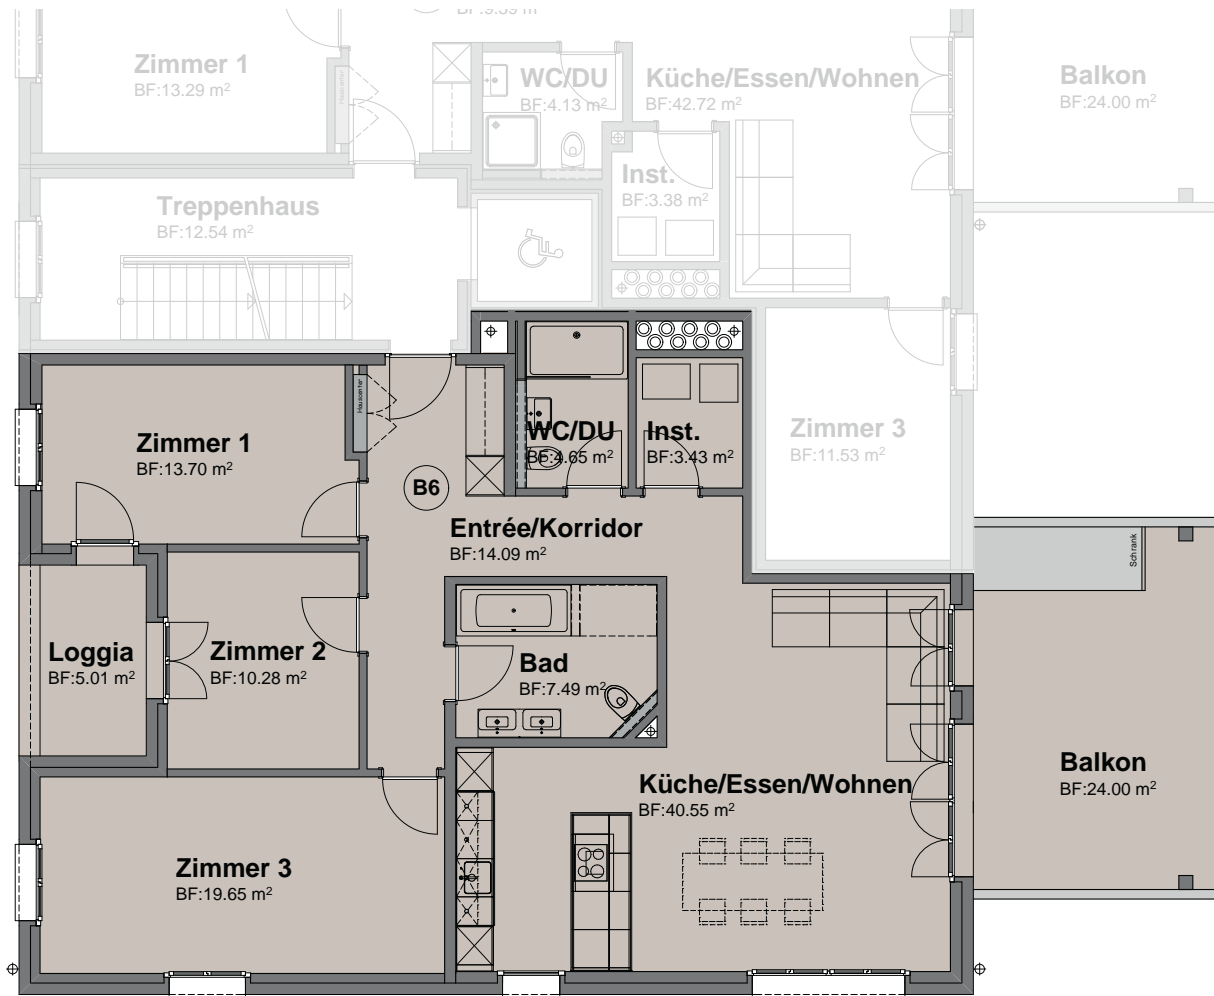 BF:9.59 m²
Zimmer 1
BF:13.29 m²
WC/DU
BF:4.13 m²
Küche/Essen/Wohnen
BF:42.72 m²
Balkon
BF:24.00 m²
Inst.
BF:3.38 m²
Treppenhaus
BF:12.54 m²
Zimmer 3
BF:11.53 m²
Zimmer 1
BF:13.70 m²
WC/DU
BF:4.65 m²
Inst.
BF:3.43 m²
B6
Entrée/Korridor
BF:14.09 m²
Schrank
Loggia
BF:5.01 m²
Zimmer 2
BF:10.28 m²
Bad
BF:7.49 m²
Küche/Essen/Wohnen
BF:40.55 m²
Balkon
BF:24.00 m²
Zimmer 3
BF:19.65 m²